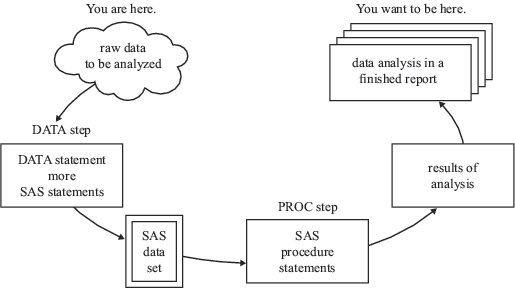 You are here.
raw data
to be analyzed
DATA step
DATA statement
more
SAS statements
SAS
data
set
PROC step
SAS
procedure
statements
results of
analysis
You want to be here.
data analysis in a
finished report